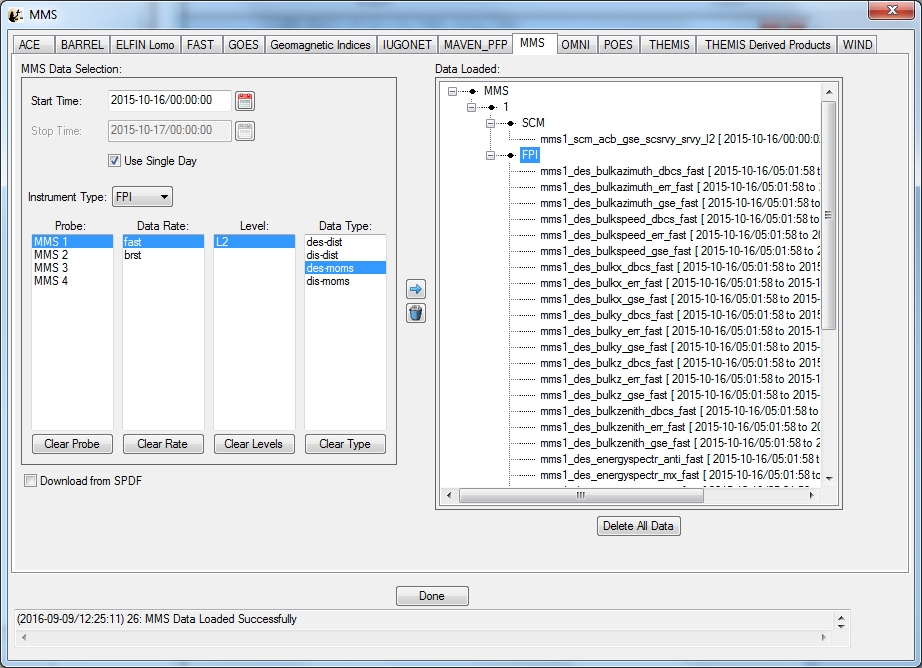 MMS
ACE BARREL ELFIN Lomo FAST GOES Geomagnetic Indices IUGONET MAVEN_PFP MMS OMNI POES THEMIS THEMIS Derived Products WIND
MMS Data Selection:
Start Time: 2015-10-16/00:00:00
Stop Time: 2015-10-17/00:00:00
Use Single Day
Instrument Type: FPI
Probe: Data Rate: Level: Data Type:
MMS 1 fast L2 des-dist
MMS 2 brst dis-dist
MMS 3 des-moms
MMS 4 dis-moms
Clear Probe Clear Rate Clear Levels Clear Type
Download from SPDF
Data Loaded:
MMS
1
SCM
mms1_scm_acb_gse_scsrvy_srvy_l2 [ 2015-10-16/00:00:0
FPI
mms1_des_bulkazimuth_dbcs_fast [ 2015-10-16/05:01:58 t
mms1_des_bulkazimuth_err_fast [ 2015-10-16/05:01:58 to
mms1_des_bulkazimuth_gse_fast [ 2015-10-16/05:01:58 to
mms1_des_bulkspeed_dbcs_fast [ 2015-10-16/05:01:58 to
mms1_des_bulkspeed_err_fast [ 2015-10-16/05:01:58 to 20
mms1_des_bulkspeed_gse_fast [ 2015-10-16/05:01:58 to 2
mms1_des_bulkx_dbcs_fast [ 2015-10-16/05:01:58 to 2015
mms1_des_bulkx_err_fast [ 2015-10-16/05:01:58 to 2015-1
mms1_des_bulkx_gse_fast [ 2015-10-16/05:01:58 to 2015-
mms1_des_bulky_dbcs_fast [ 2015-10-16/05:01:58 to 2015
mms1_des_bulky_err_fast [ 2015-10-16/05:01:58 to 2015-1
mms1_des_bulky_gse_fast [ 2015-10-16/05:01:58 to 2015-
mms1_des_bulkz_dbcs_fast [ 2015-10-16/05:01:58 to 2015
mms1_des_bulkz_err_fast [ 2015-10-16/05:01:58 to 2015-1
mms1_des_bulkz_gse_fast [ 2015-10-16/05:01:58 to 2015-
mms1_des_bulkzenith_dbcs_fast [ 2015-10-16/05:01:58 to
mms1_des_bulkzenith_err_fast [ 2015-10-16/05:01:58 to 20
mms1_des_bulkzenith_gse_fast [ 2015-10-16/05:01:58 to 2
mms1_des_energyspectr_anti_fast [ 2015-10-16/05:01:58 to
mms1_des_energyspectr_mx_fast [ 2015-10-16/05:01:58 to
Delete All Data
Done
(2016-09-09/12:25:11) 26: MMS Data Loaded Successfully